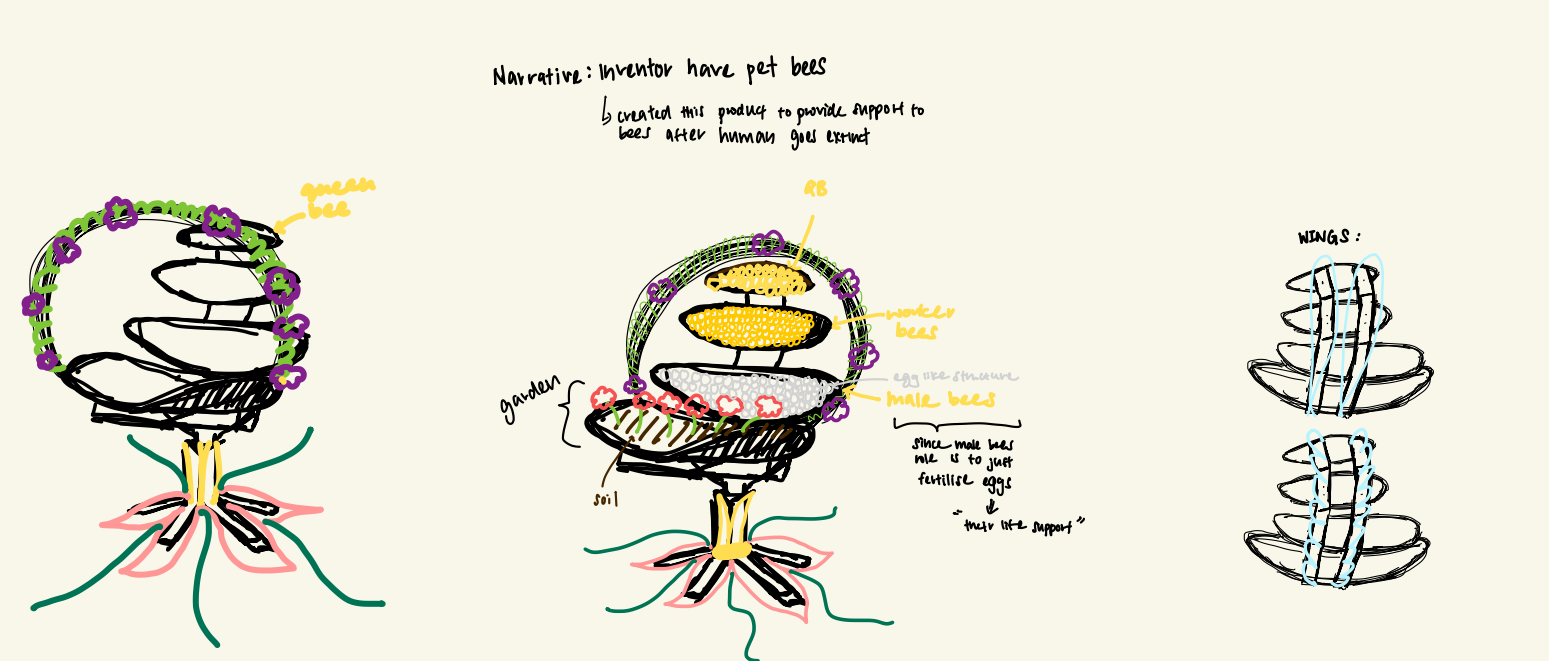 Narrative: Inventor have pet bees
↳ created this product to provide support to
bees after human goes extinct
queen
bee
QB
worker
bees
egg like structure
male bees
garden
soil
since male bees
role is to just
fertilise eggs
↓
"their life support"
WINGS: